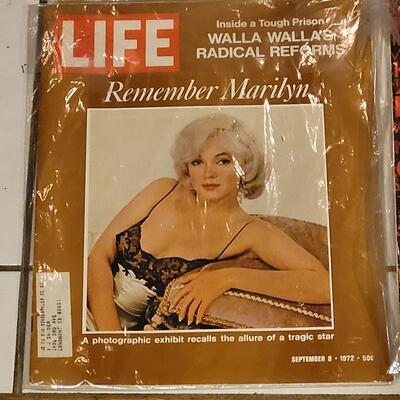 LIFE
Inside a Tough Prison
WALLA WALLA'S
RADICAL REFORMS
Remember Marilyn
A photographic exhibit recalls the allure of a tragic star
SEPTEMBER 8 • 1972 • 50¢